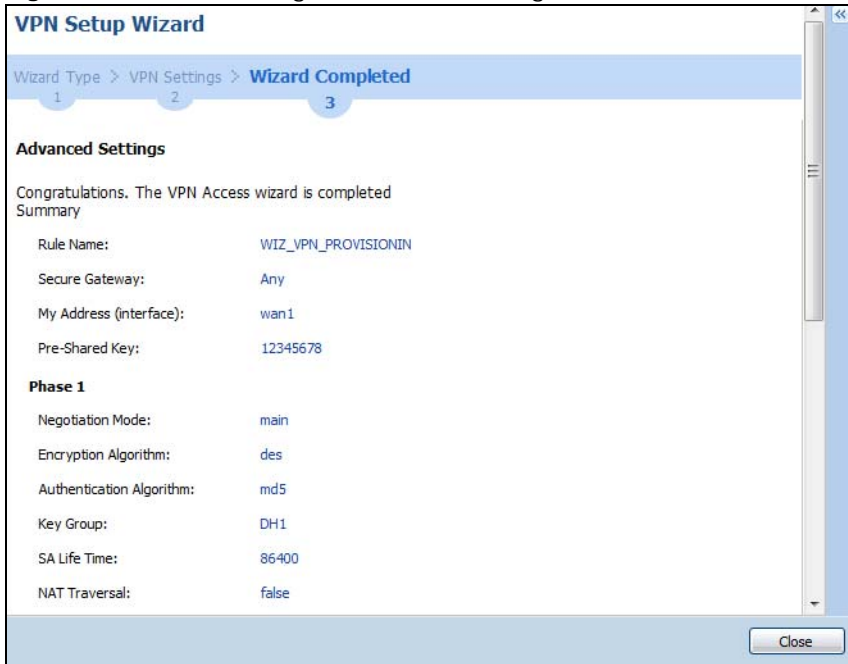 VPN Setup Wizard
Wizard Type > VPN Settings > Wizard Completed
1 2 3
Advanced Settings
Congratulations. The VPN Access wizard is completed
Summary
Rule Name: WIZ_VPN_PROVISIONIN
Secure Gateway: Any
My Address (interface): wan1
Pre-Shared Key: 12345678
Phase 1
Negotiation Mode: main
Encryption Algorithm: des
Authentication Algorithm: md5
Key Group: DH1
SA Life Time: 86400
NAT Traversal: false
Close